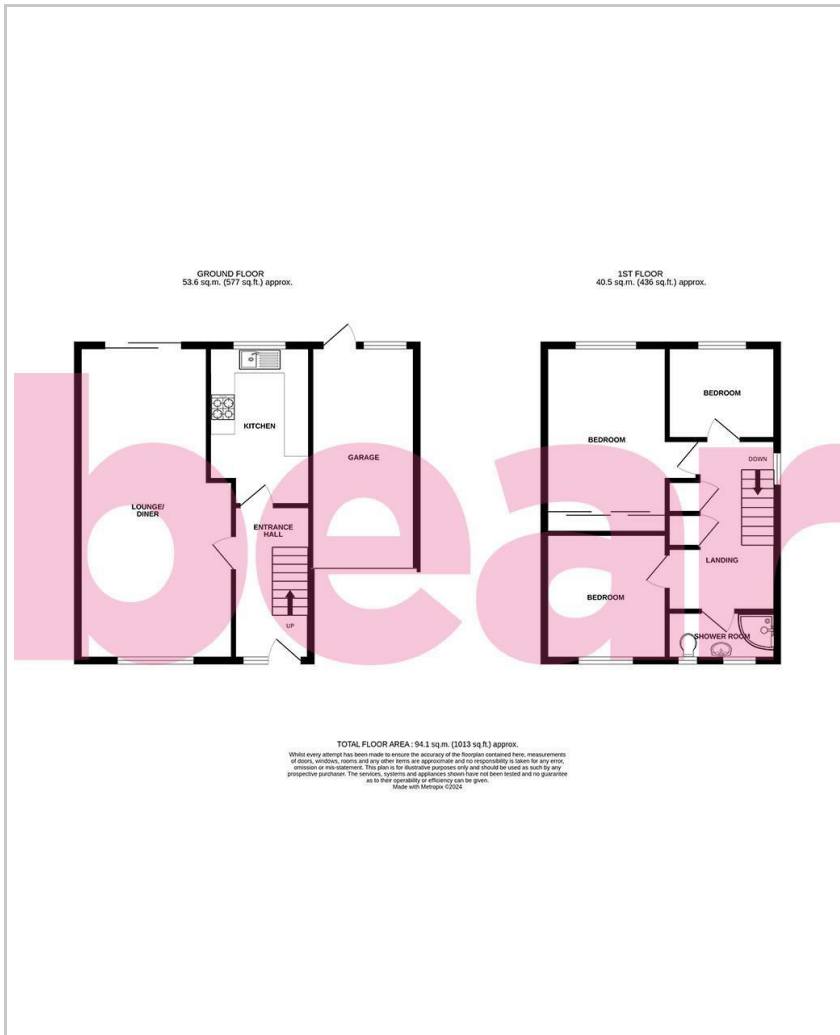 GROUND FLOOR
53.6 sq.m. (577 sq.ft.) approx.
1ST FLOOR
40.5 sq.m. (436 sq.ft.) approx.
BEDROOM
KITCHEN
BEDROOM
GARAGE
DOWN
LOUNGE/
DINER
ENTRANCE
HALL
LANDING
BEDROOM
UP
SHOWER ROOM
bear
TOTAL FLOOR AREA : 94.1 sq.m. (1013 sq.ft.) approx.
Whilst every attempt has been made to ensure the accuracy of the floorplan contained here, measurements
of doors, windows, rooms and any other items are approximate and no responsibility is taken for any error,
omission or mis-statement. This plan is for illustrative purposes only and should be used as such by any
prospective purchaser. The services, systems and appliances shown have not been tested and no guarantee
as to their operability or efficiency can be given.
Made with Metropix ©2024